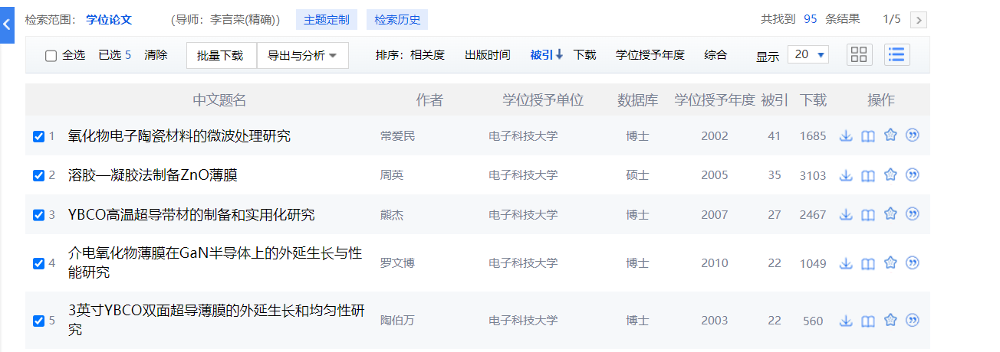 检索范围： 学位论文 (导师：李言荣(精确)) 主题定制 检索历史 共找到 95 条结果 1/5
全选 已选 5 清除 批量下载 导出与分析 排序： 相关度 出版时间 被引 下载 学位授予年度 综合 显示 20
中文题名 作者 学位授予单位 数据库 学位授予年度 被引 下载 操作
1 氧化物电子陶瓷材料的微波处理研究 常爱民 电子科技大学 博士 2002 41 1685
2 溶胶—凝胶法制备ZnO薄膜 周英 电子科技大学 硕士 2005 35 3103
3 YBCO高温超导带材的制备和实用化研究 熊杰 电子科技大学 博士 2007 27 2467
4 介电氧化物薄膜在GaN半导体上的外延生长与性
能研究 罗文博 电子科技大学 博士 2010 22 1049
5 3英寸YBCO双面超导薄膜的外延生长和均匀性研
究 陶伯万 电子科技大学 博士 2003 22 560